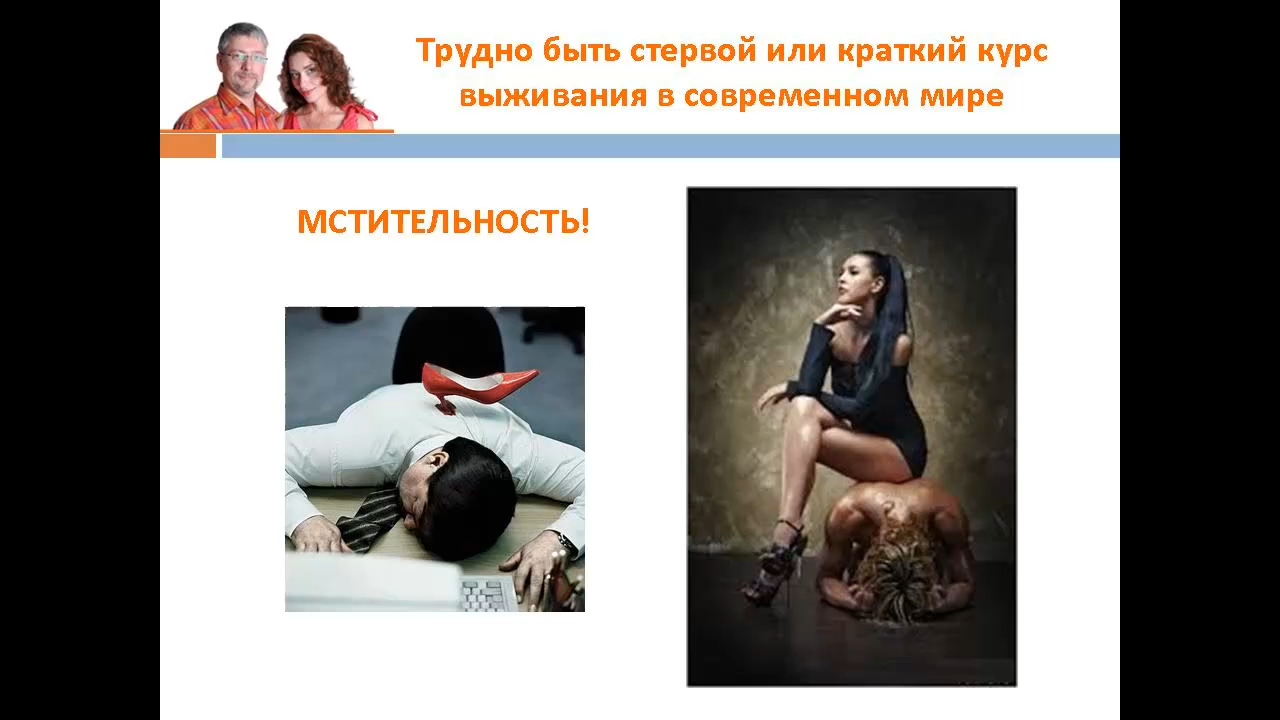 Трудно быть стервой или краткий курс
выживания в современном мире
МСТИТЕЛЬНОСТЬ!